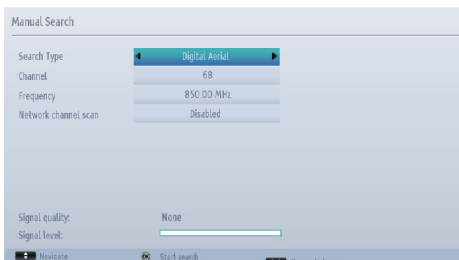 Manual Search
Search Type Digital Aerial
Channel 68
Frequency 850.00 MHz
Network channel scan Disabled
Signal quality: None
Signal level:
Navigate Start search